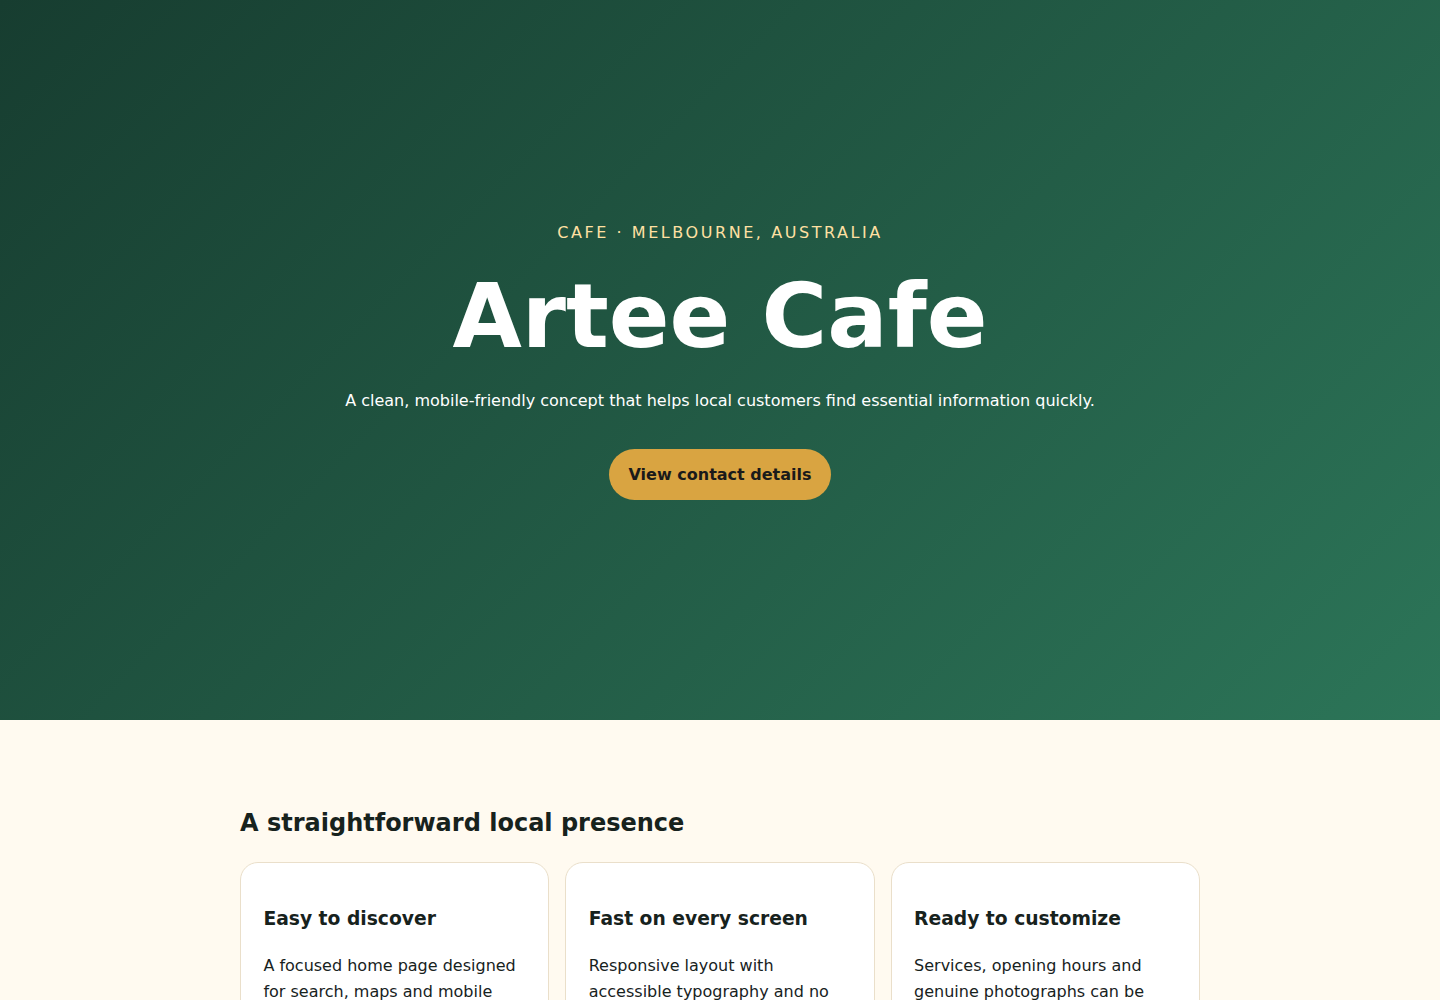 CAFE · MELBOURNE, AUSTRALIA
Artee Cafe
A clean, mobile-friendly concept that helps local customers find essential information quickly.
View contact details
A straightforward local presence
Easy to discover
A focused home page designed
for search, maps and mobile
Fast on every screen
Responsive layout with
accessible typography and no
Ready to customize
Services, opening hours and
genuine photographs can be